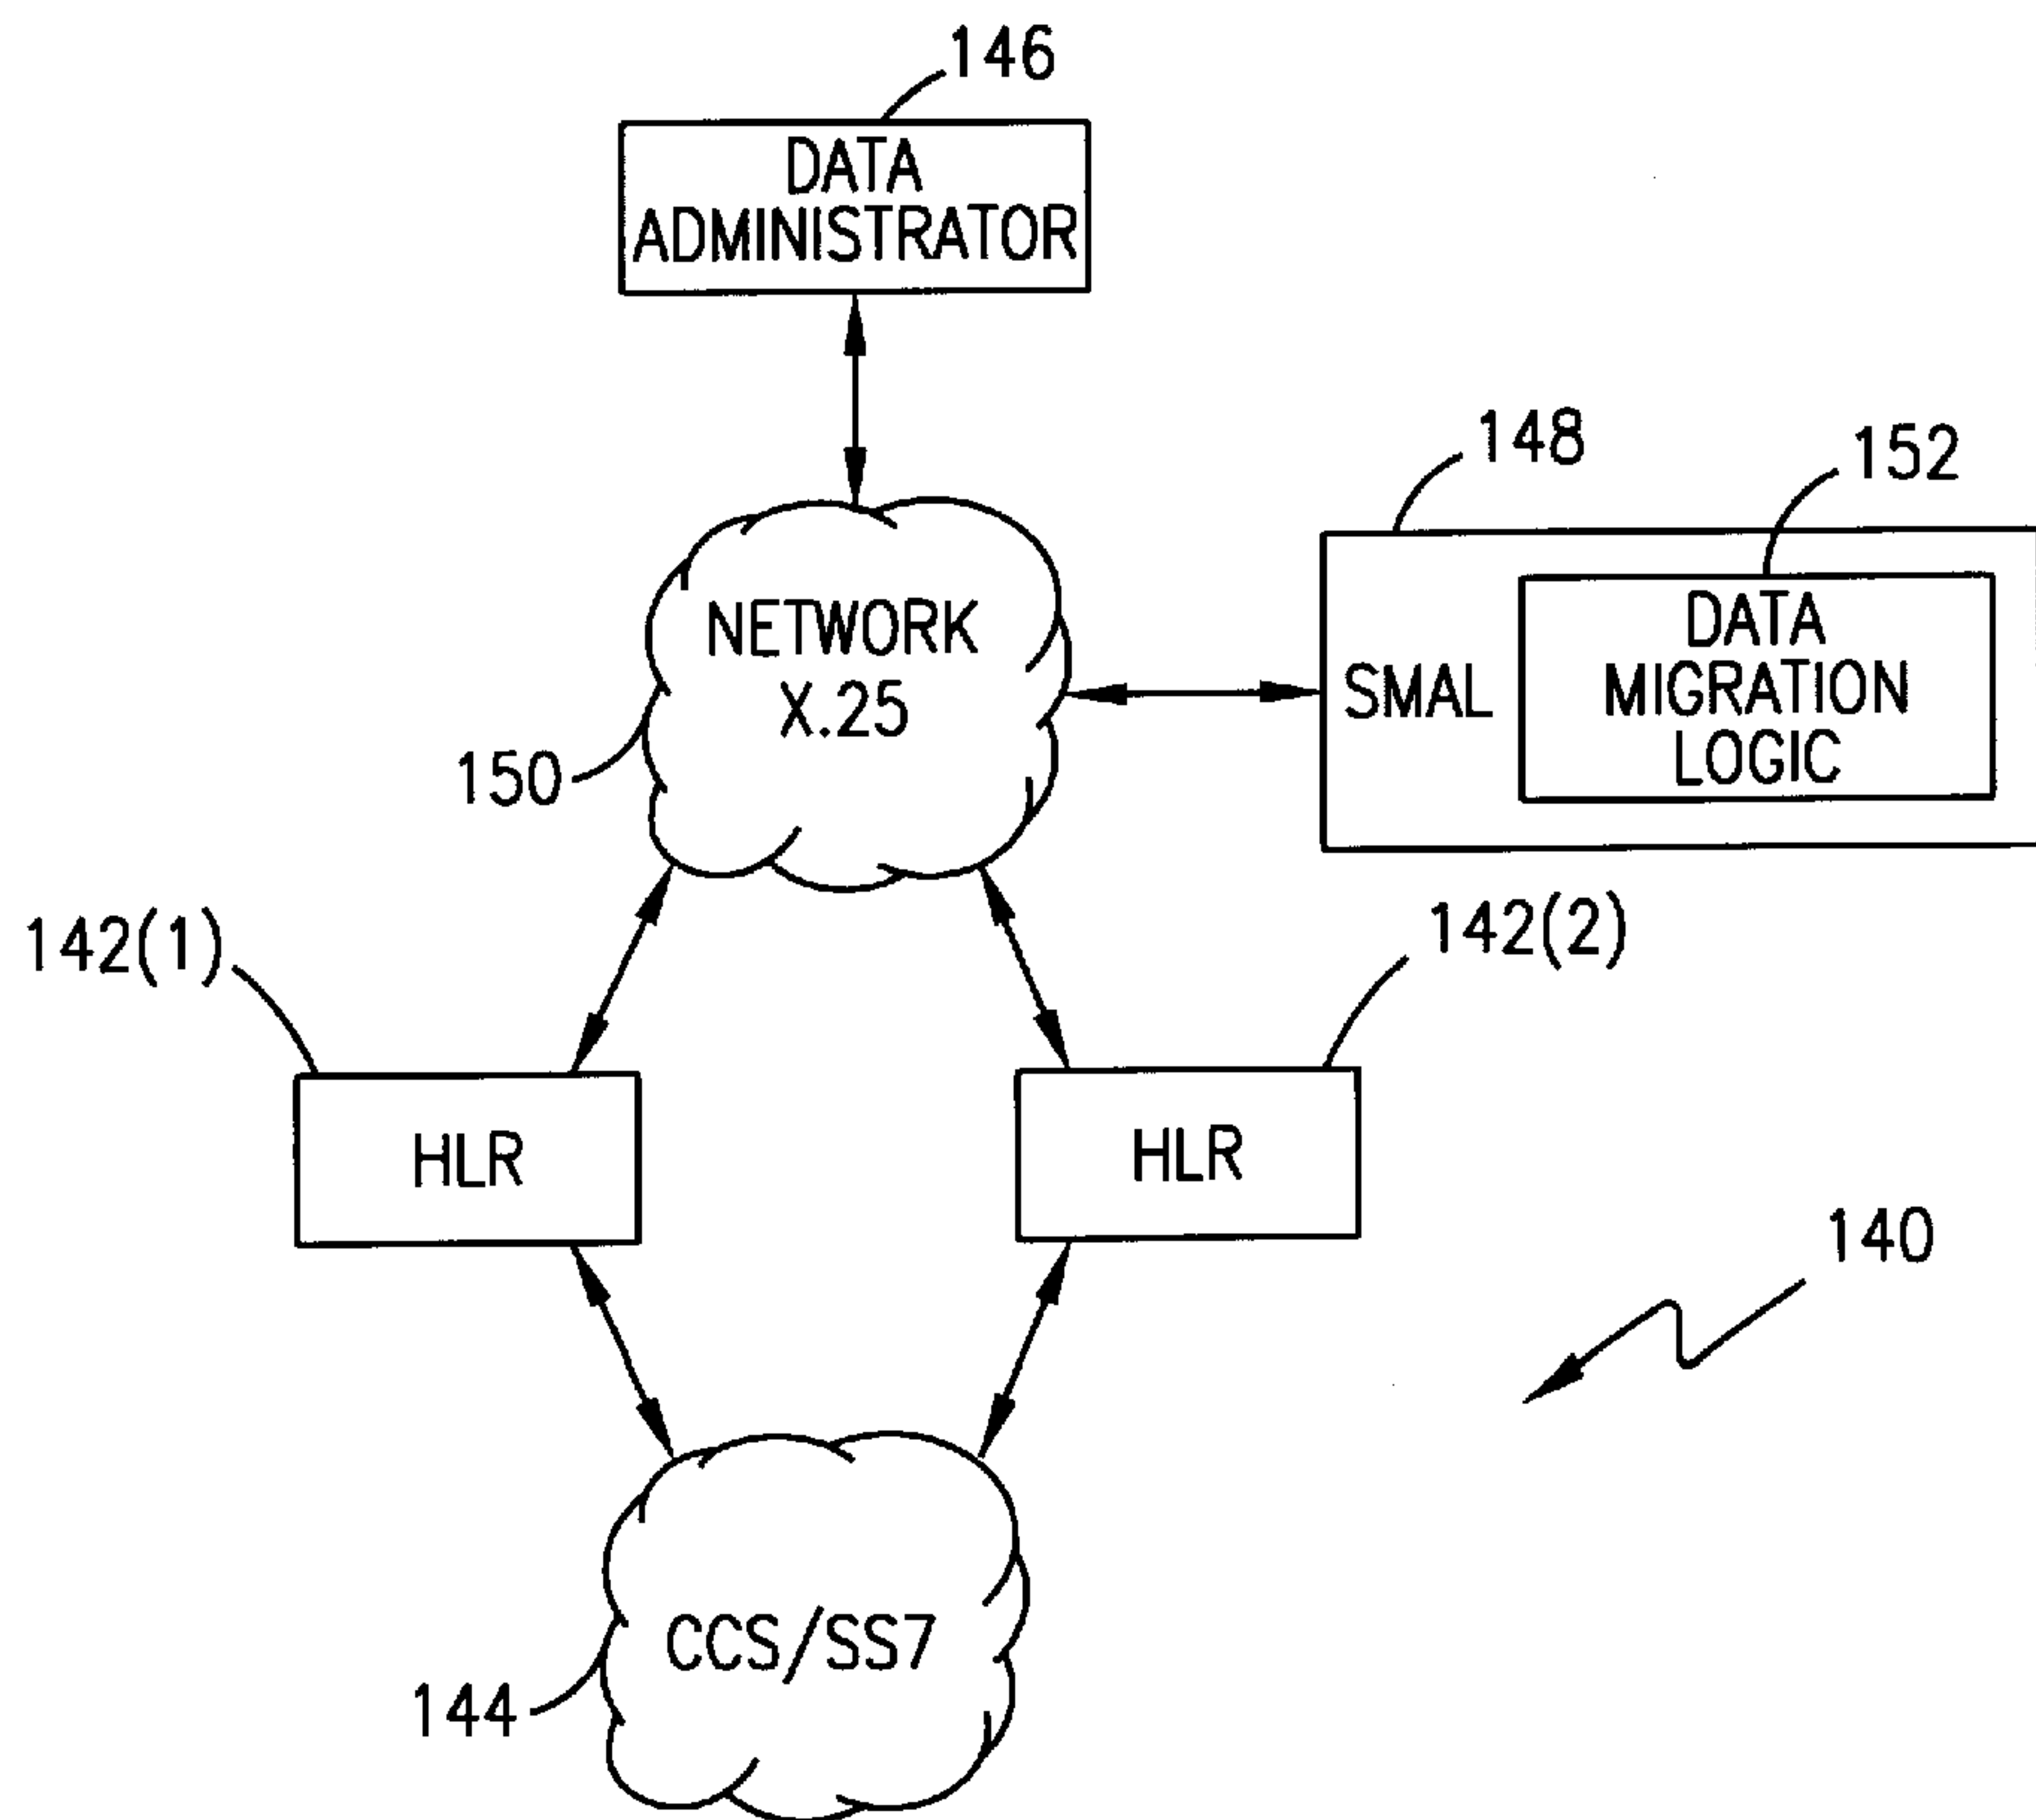 146
DATA
ADMINISTRATOR
148
152
NETWORK
X.25
150
SMAL
DATA
MIGRATION
LOGIC
142(1)
142(2)
HLR
HLR
140
CCS/SS7
144